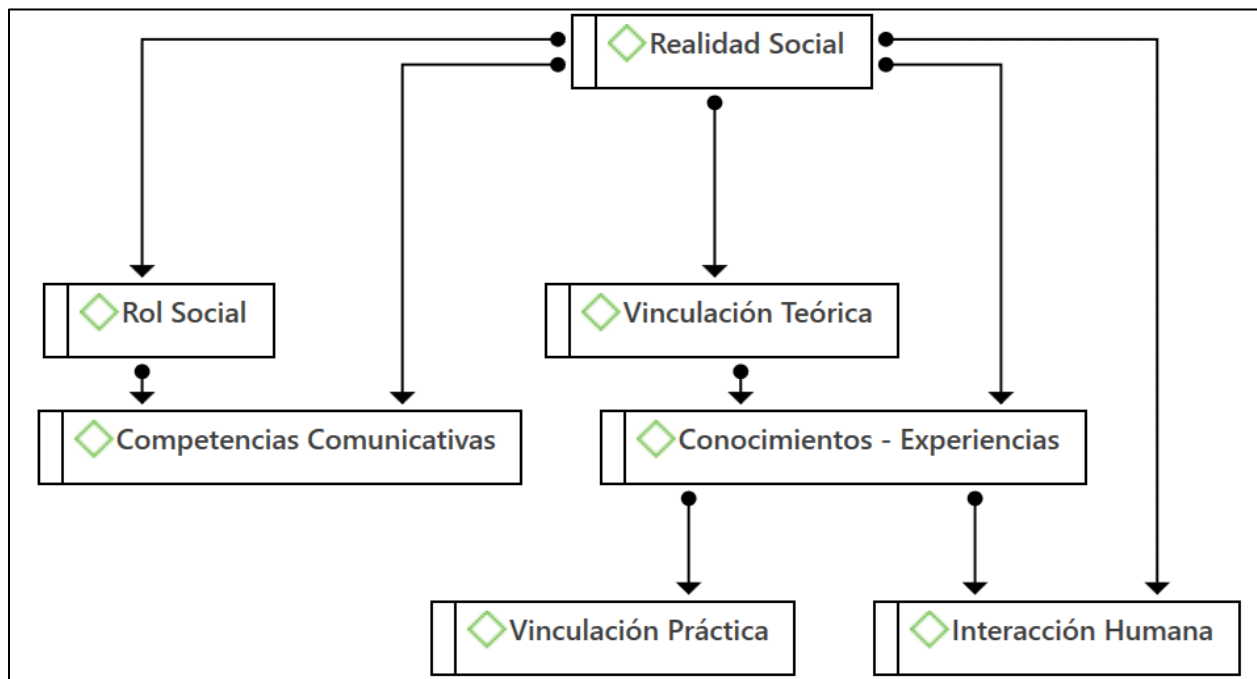 Realidad Social
Rol Social
Vinculación Teórica
Competencias Comunicativas
Conocimientos - Experiencias
Vinculación Práctica
Interacción Humana